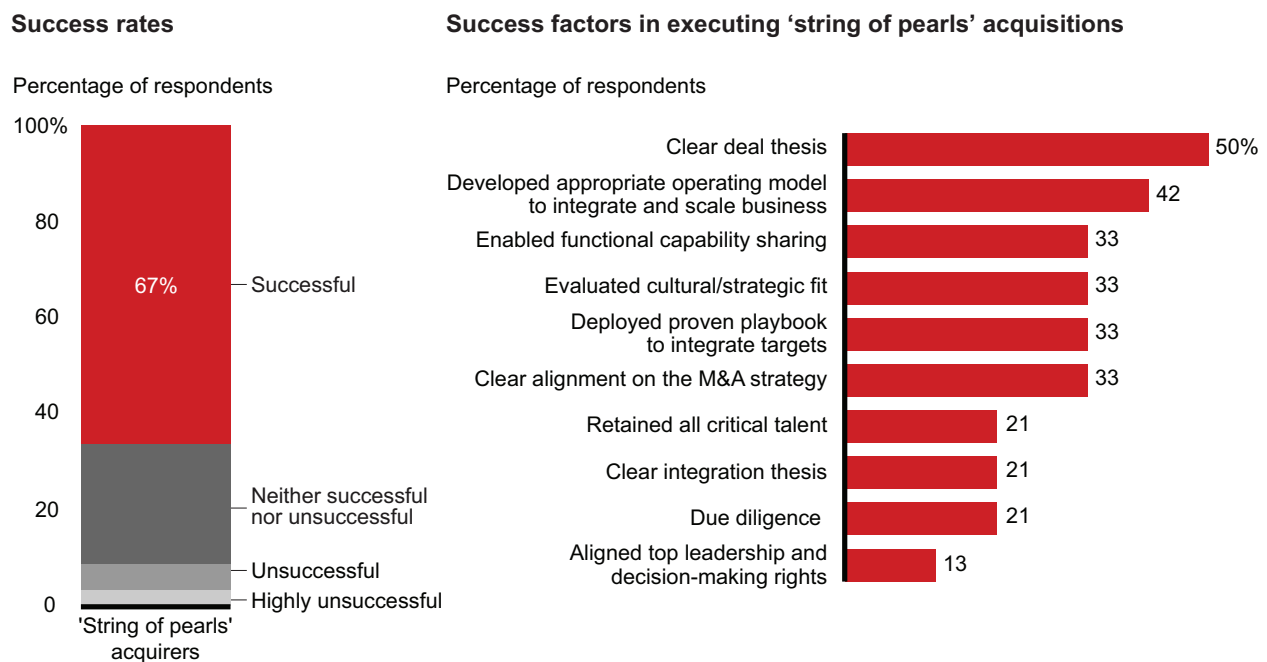 Success rates
Percentage of respondents
100%
80
60
40
20
0
67%
Successful
Neither successful
nor unsuccessful
Unsuccessful
Highly unsuccessful
'String of pearls'
acquirers
Success factors in executing ‘string of pearls’ acquisitions
Percentage of respondents
Clear deal thesis
50%
Developed appropriate operating model
to integrate and scale business
42
Enabled functional capability sharing
33
Evaluated cultural/strategic fit
33
Deployed proven playbook
to integrate targets
33
Clear alignment on the M&A strategy
33
Retained all critical talent
21
Clear integration thesis
21
Due diligence
21
Aligned top leadership and
decision-making rights
13